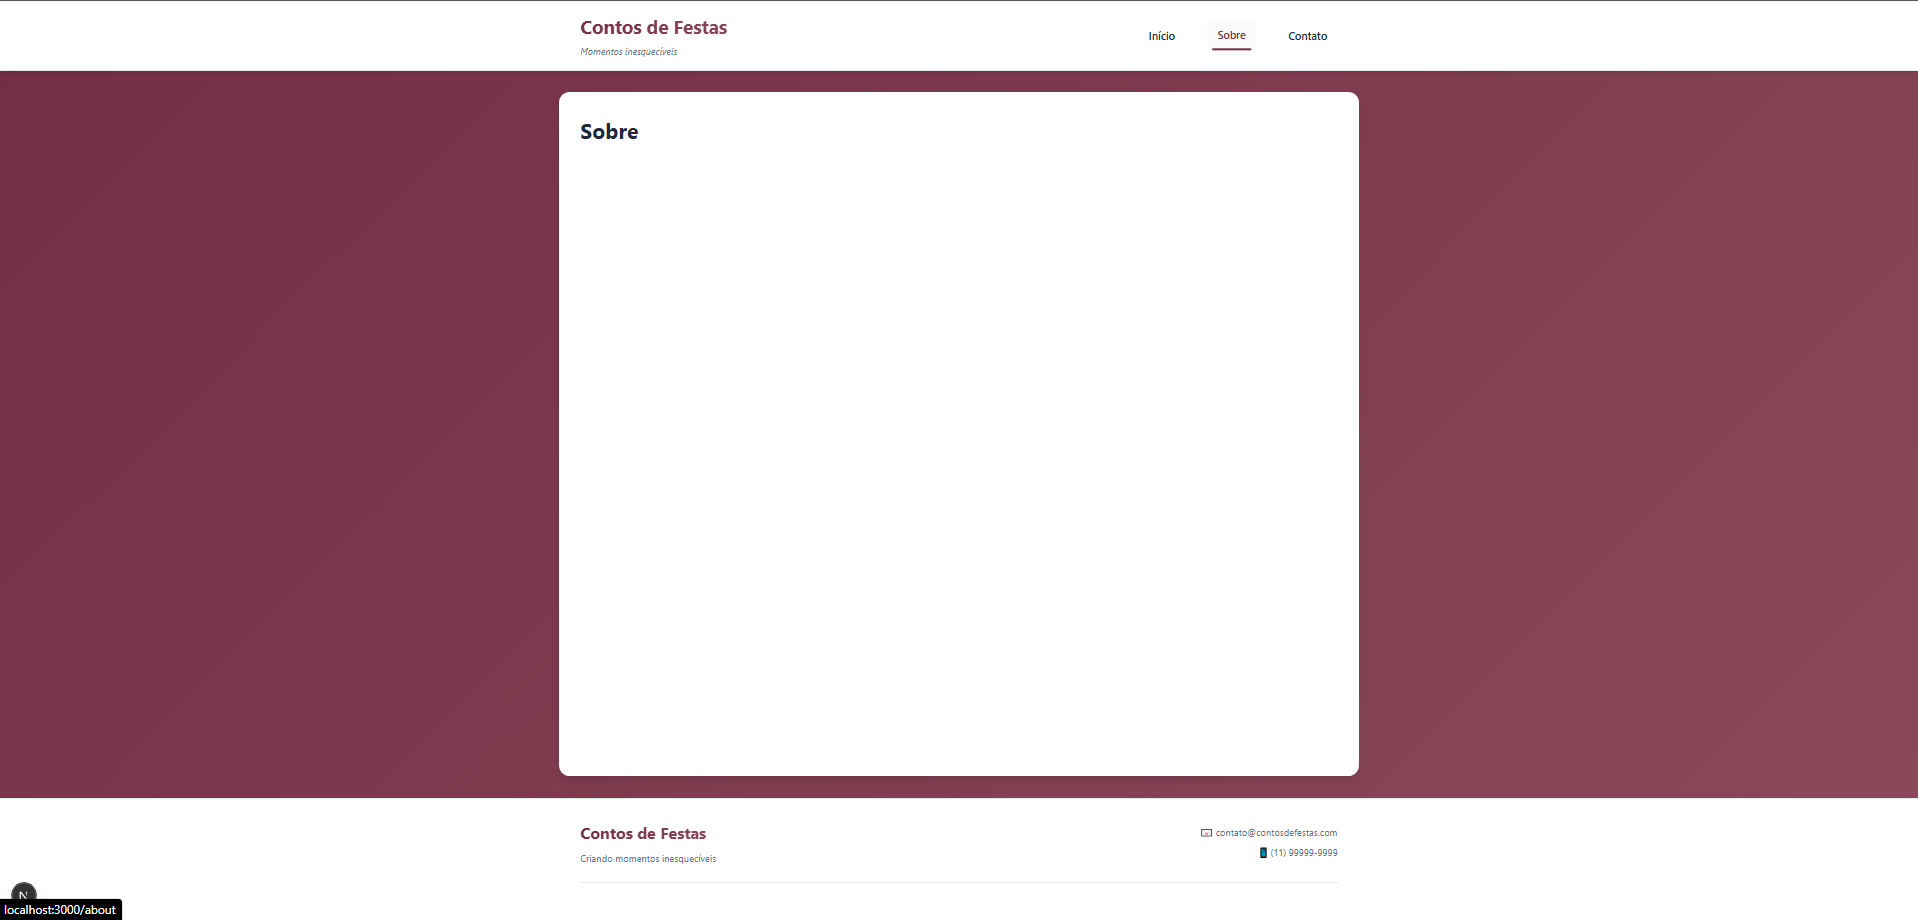 Contos de Festas
Momentos inesquecíveis
Início
Sobre
Contato
Sobre
Contos de Festas
Criando momentos inesquecíveis
contato@contosdefestas.com
(11) 99999-9999
N
localhost:3000/about